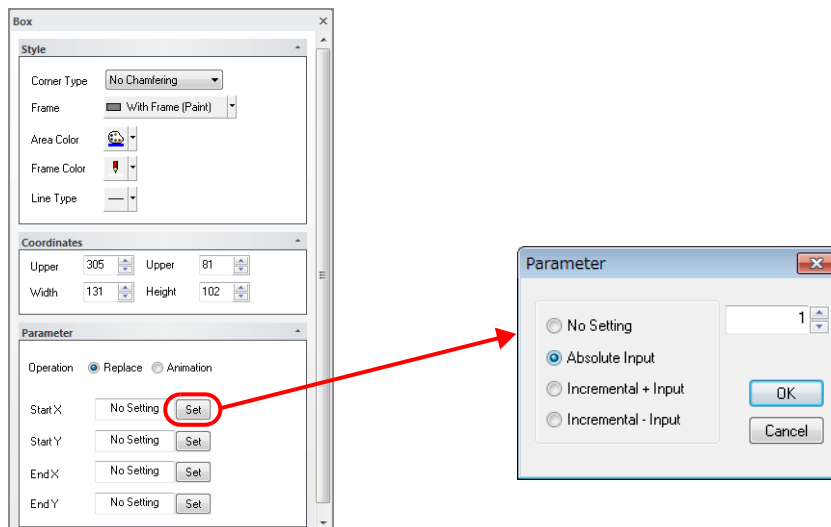 Box
Style
Corner Type No Chamfering
Frame With Frame (Paint)
Area Color
Frame Color
Line Type
Coordinates
Upper 305 Upper 81
Width 131 Height 102
Parameter
Operation Replace Animation
Start X No Setting Set
Start Y No Setting Set
End X No Setting Set
End Y No Setting Set
Parameter
No Setting 1
Absolute Input
Incremental + Input OK
Incremental - Input Cancel